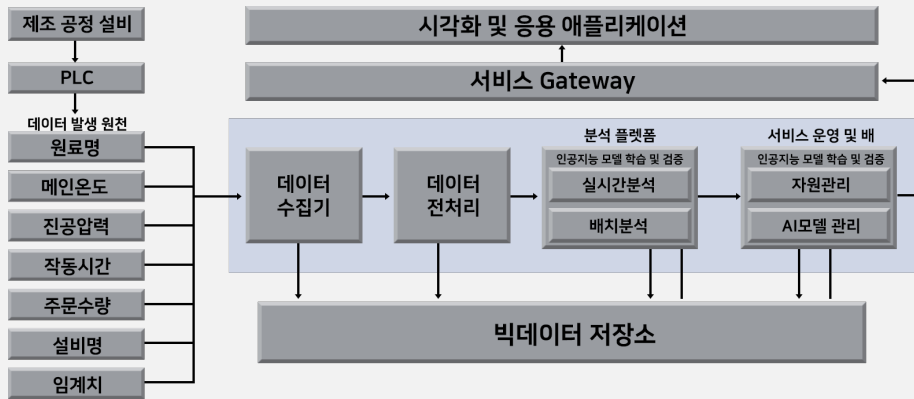 제조 공정 설비
PLC
데이터 발생 원천
원료명
메인온도
진공압력
작동시간
주문수량
설비명
임계치
시각화 및 응용 애플리케이션
서비스 Gateway
데이터
수집기
데이터
전처리
분석 플렛폼
인공지능 모델 학습 및 검증
실시간분석
배치분석
서비스 운영 및 배
인공지능 모델 학습 및 검증
자원관리
AI모델 관리
빅데이터 저장소